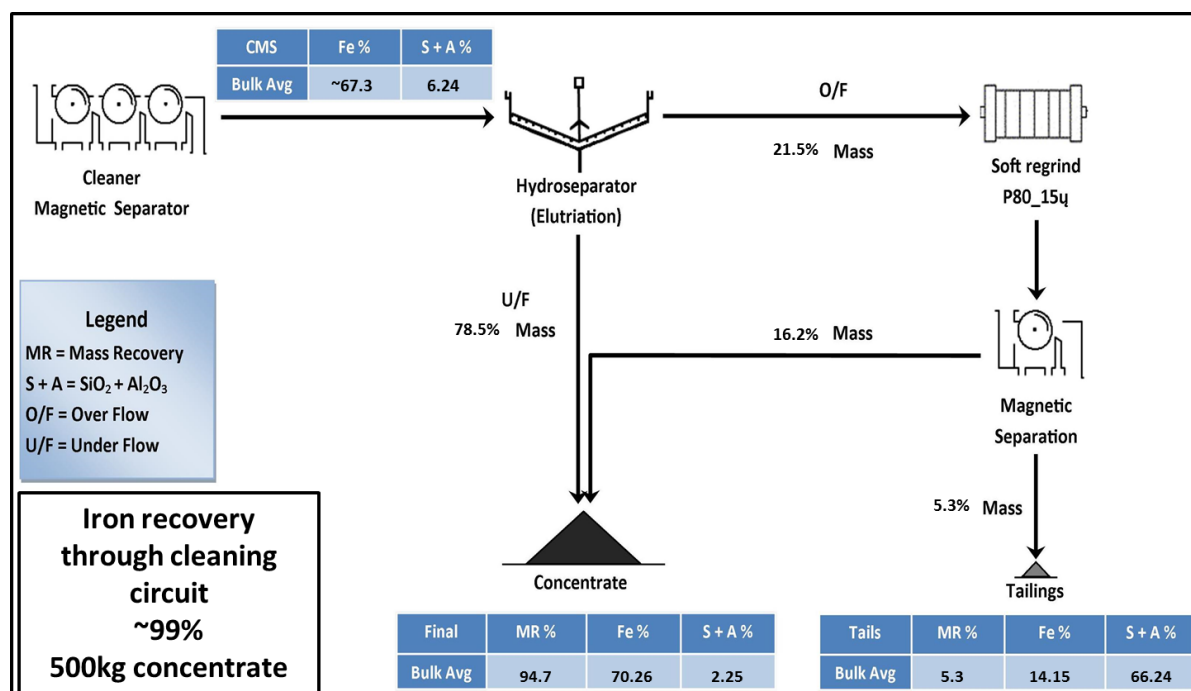 CMS Fe % S + A %
Bulk Avg ~67.3 6.24
Cleaner
Magnetic Separator
Hydroseparator
(Elutriation)
O/F
21.5% Mass
Soft regrind
P80_15ų
U/F
78.5% Mass
16.2% Mass
Magnetic
Separation
5.3% Mass
Legend
MR = Mass Recovery
S + A = SiO₂ + Al₂O₃
O/F = Over Flow
U/F = Under Flow
Iron recovery
through cleaning
circuit
~99%
500kg concentrate
Concentrate
Tailings
Final MR % Fe % S + A %
Bulk Avg 94.7 70.26 2.25
Tails MR % Fe % S + A %
Bulk Avg 5.3 14.15 66.24